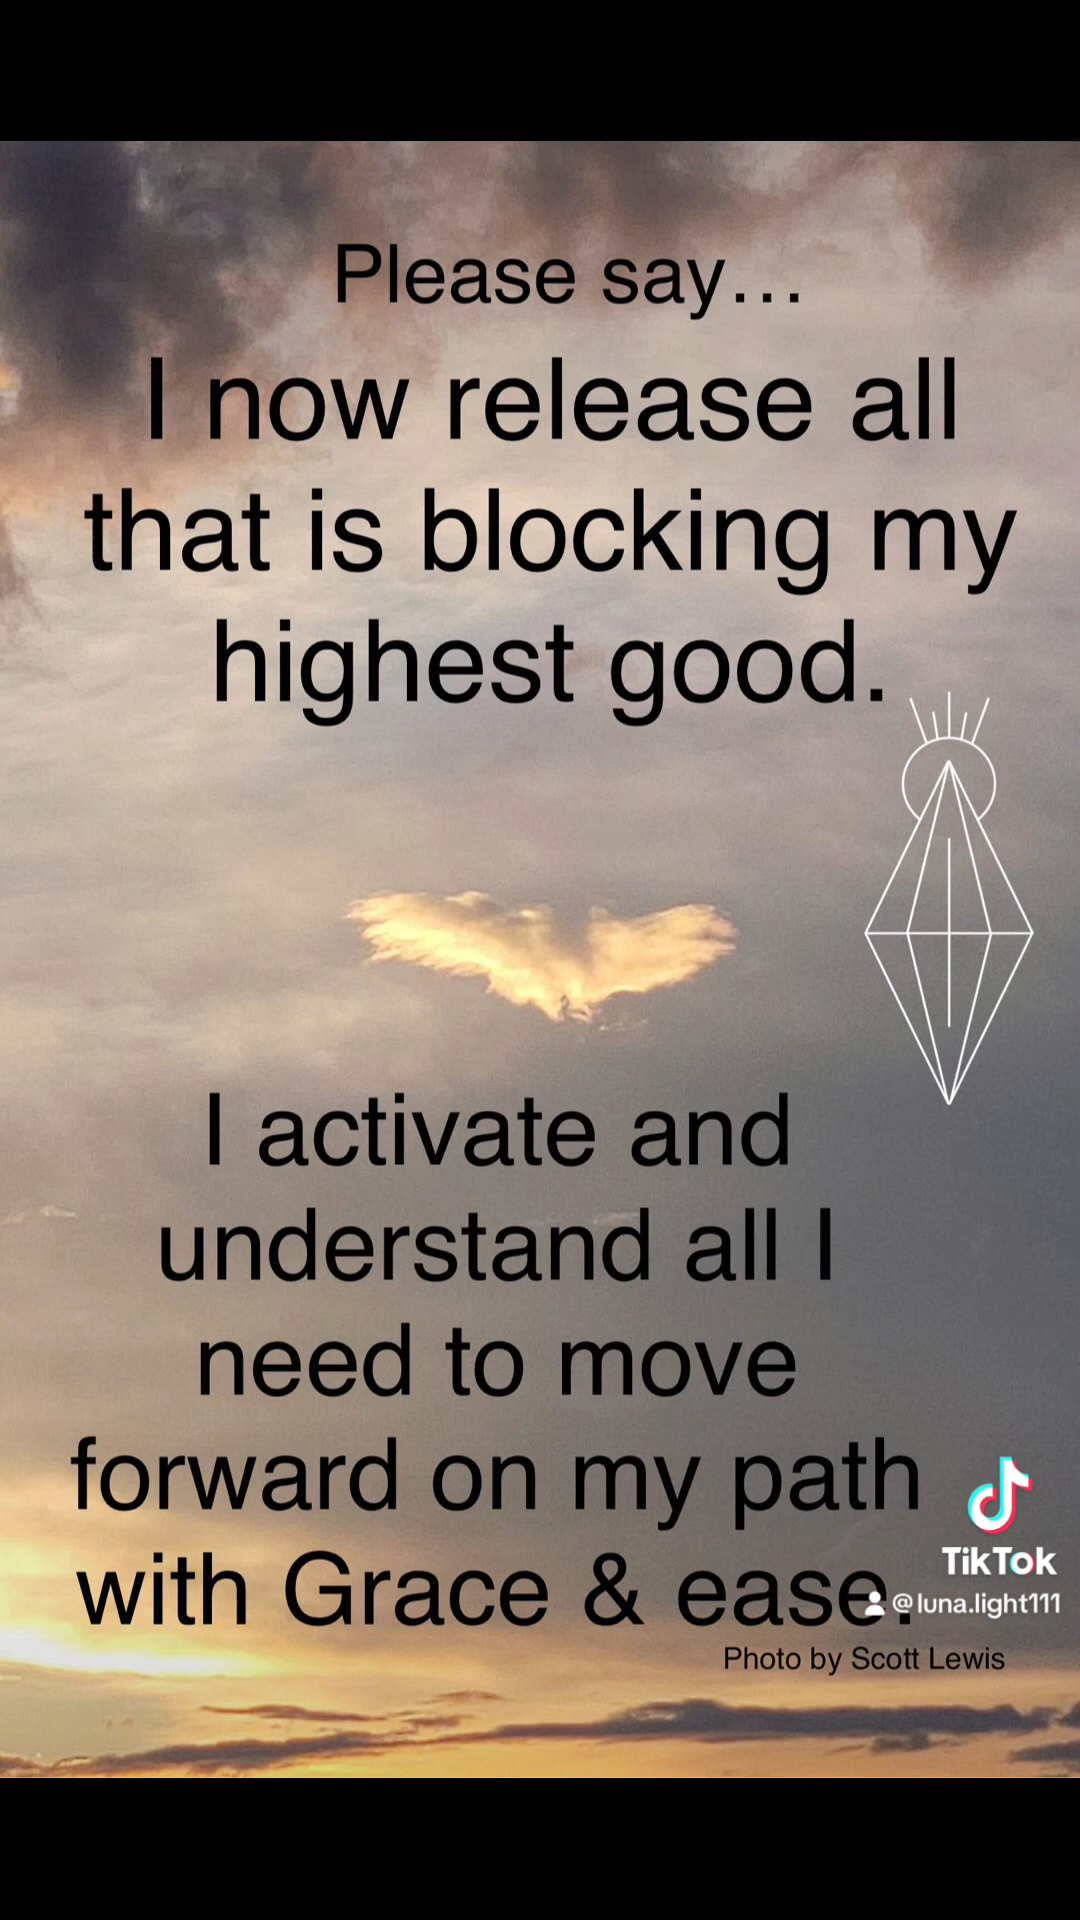 Please say...
I now release all
that is blocking my
highest good.
I activate and
understand all I
need to move
forward on my path
with Grace & ease.
TikTok
@luna.light111
Photo by Scott Lewis